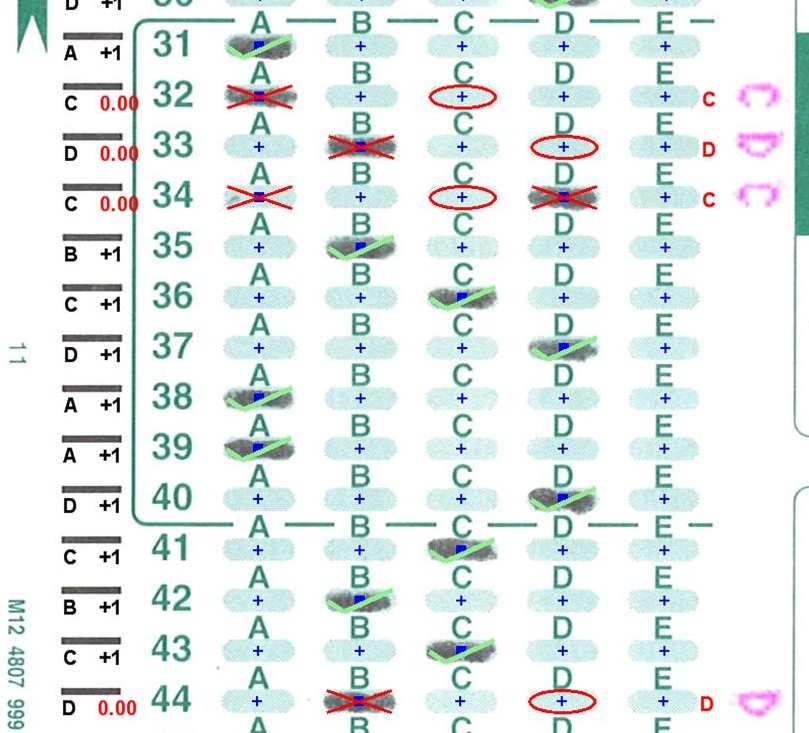 D +1 30
A B C D E
A +1 31
A B C D E
C 0.00 32 C C
A B C D E
D 0.00 33 D D
A B C D E
C 0.00 34 C C
A B C D E
B +1 35
A B C D E
C +1 36
A B C D E
D +1 37
A B C D E
A +1 38
A B C D E
A +1 39
A B C D E
D +1 40
A B C D E
C +1 41
A B C D E
B +1 42
A B C D E
C +1 43
A B C D E
D 0.00 44 D D
11
M12 4807 999